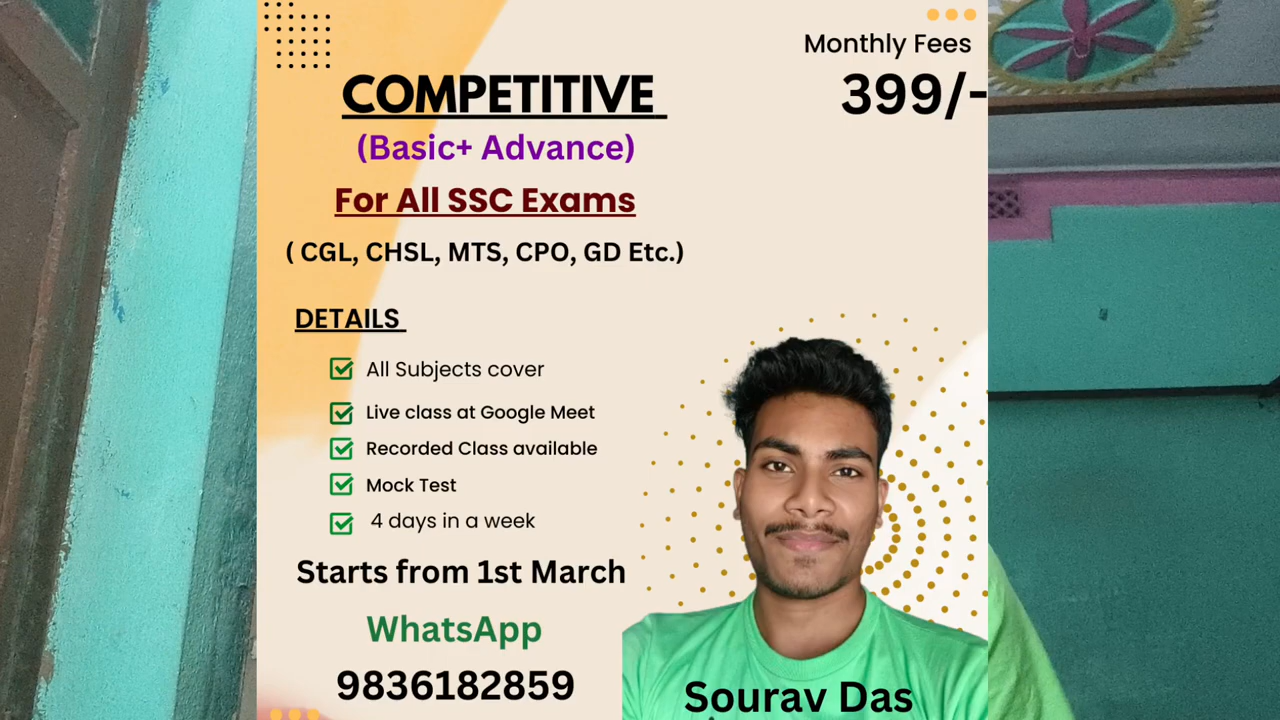 Monthly Fees
399/-
COMPETITIVE
(Basic+ Advance)
For All SSC Exams
( CGL, CHSL, MTS, CPO, GD Etc.)
DETAILS
All Subjects cover
Live class at Google Meet
Recorded Class available
Mock Test
4 days in a week
Starts from 1st March
WhatsApp
9836182859
Sourav Das